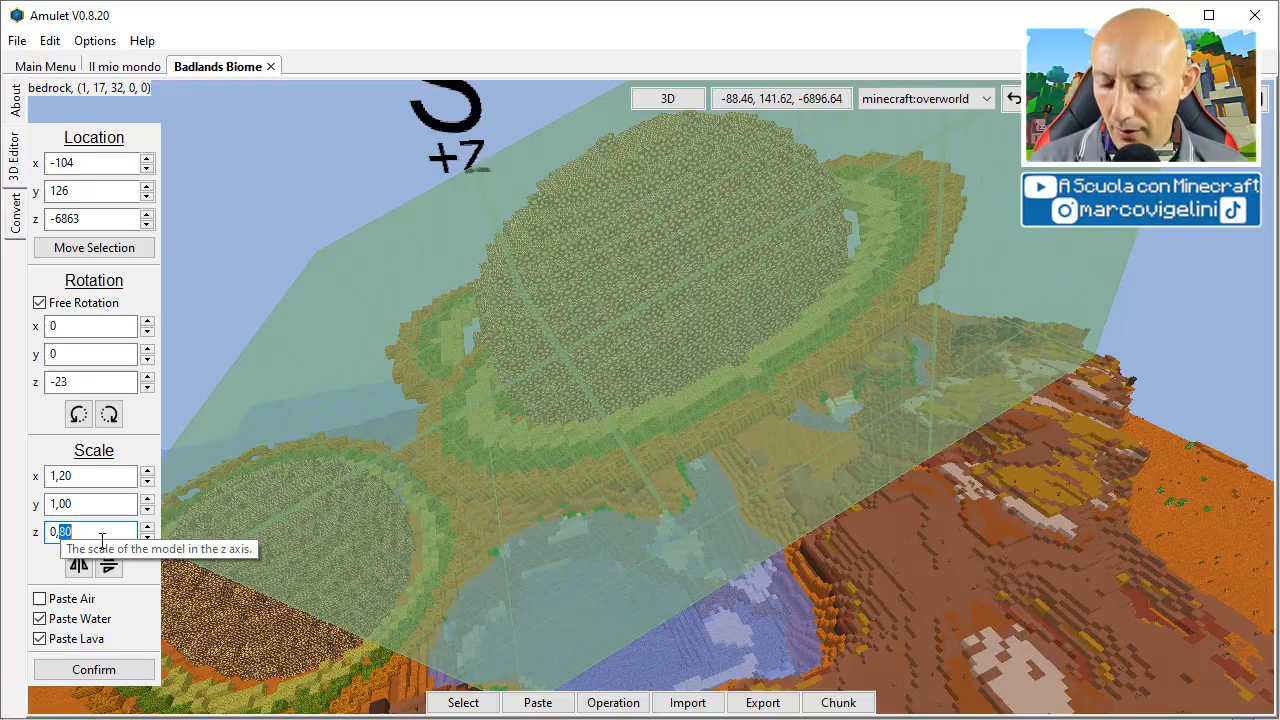 Amulet V0.8.20
File Edit Options Help
Main Menu Il mio mondo Badlands Biome
bedrock, (1, 17, 32, 0, 0)
About
3D Editor
Convert
3D -88.46, 141.62, -6896.64 minecraft:overworld
S
+Z
Location
x -104
y 126
z -6863
Move Selection
Rotation
Free Rotation
x 0
y 0
z -23
Scale
x 1,20
y 1,00
z 0,80
The scale of the model in the z axis.
Paste Air
Paste Water
Paste Lava
Confirm
Select Paste Operation Import Export Chunk
A Scuola con Minecraft
marcovigelini